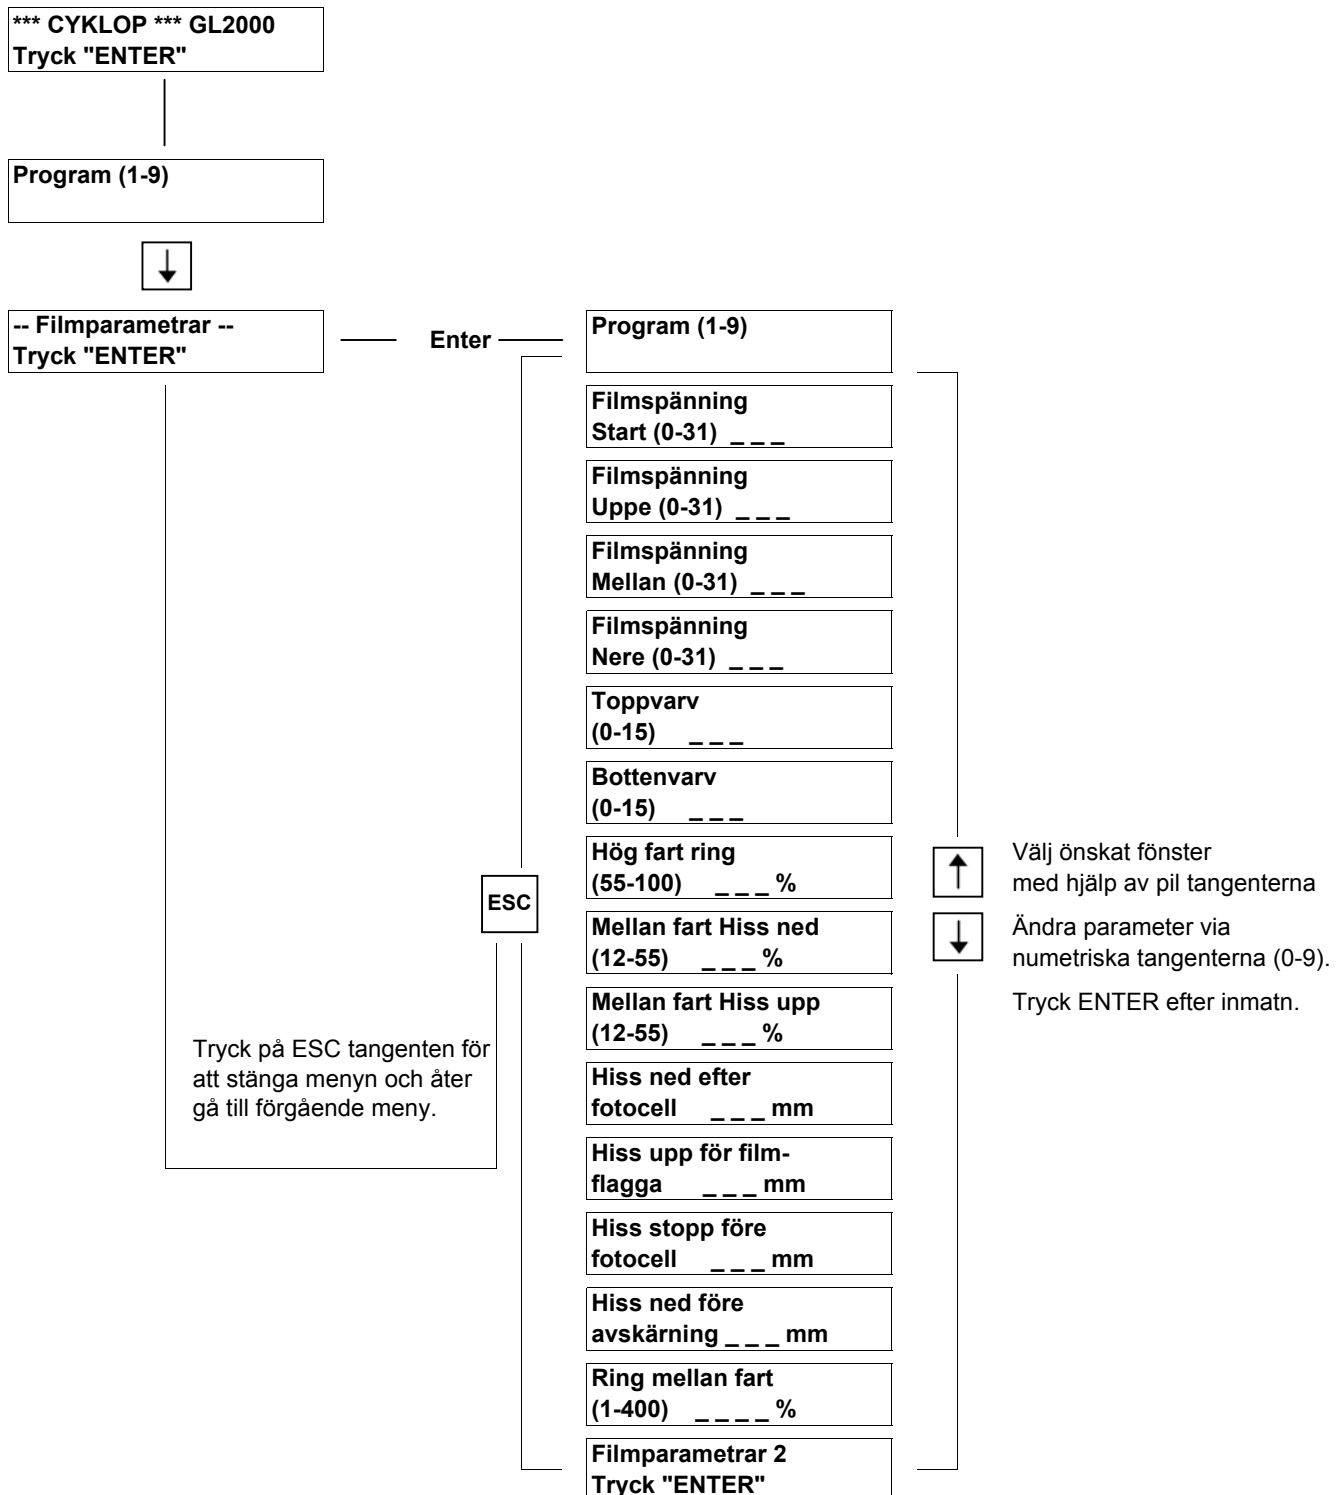 *** CYKLOP *** GL2000
Tryck "ENTER"
Program (1-9)
-- Filmparametrar --
Tryck "ENTER"
Enter
Program (1-9)
Filmspänning
Start (0-31) _ _ _
Filmspänning
Uppe (0-31) _ _ _
Filmspänning
Mellan (0-31) _ _ _
Filmspänning
Nere (0-31) _ _ _
Toppvarv
(0-15) _ _ _
Bottenvarv
(0-15) _ _ _
Hög fart ring
(55-100) _ _ _ %
Mellan fart Hiss ned
(12-55) _ _ _ %
Mellan fart Hiss upp
(12-55) _ _ _ %
Hiss ned efter
fotocell _ _ _ mm
Hiss upp för film-
flagga _ _ _ mm
Hiss stopp före
fotocell _ _ _ mm
Hiss ned före
avskärning _ _ _ mm
Ring mellan fart
(1-400) _ _ _ _ %
Filmparametrar 2
Tryck "ENTER"
ESC
Tryck på ESC tangenten för
att stänga menyn och åter
gå till förgående meny.
Välj önskat fönster
med hjälp av pil tangenterna
Ändra parameter via
numetriska tangenterna (0-9).
Tryck ENTER efter inmatn.